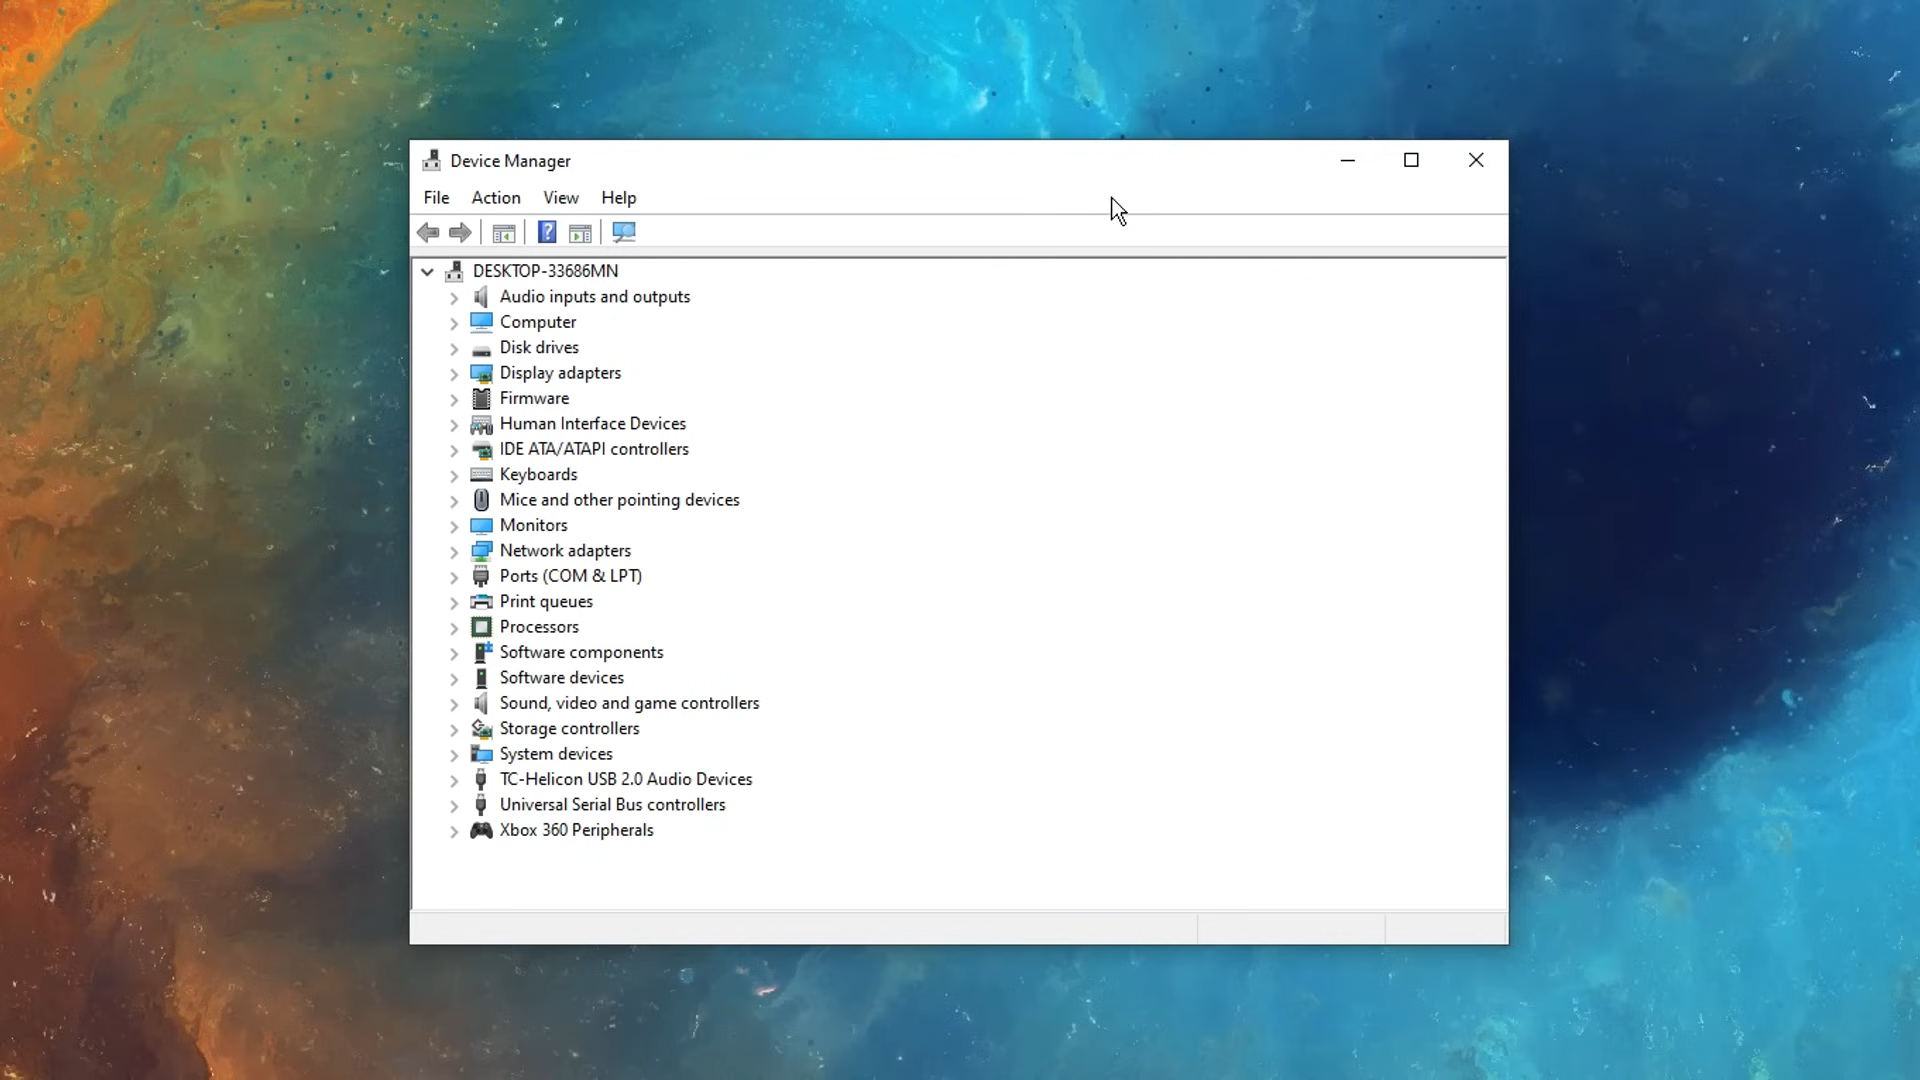 Device Manager
File Action View Help
DESKTOP-33686MN
Audio inputs and outputs
Computer
Disk drives
Display adapters
Firmware
Human Interface Devices
IDE ATA/ATAPI controllers
Keyboards
Mice and other pointing devices
Monitors
Network adapters
Ports (COM & LPT)
Print queues
Processors
Software components
Software devices
Sound, video and game controllers
Storage controllers
System devices
TC-Helicon USB 2.0 Audio Devices
Universal Serial Bus controllers
Xbox 360 Peripherals